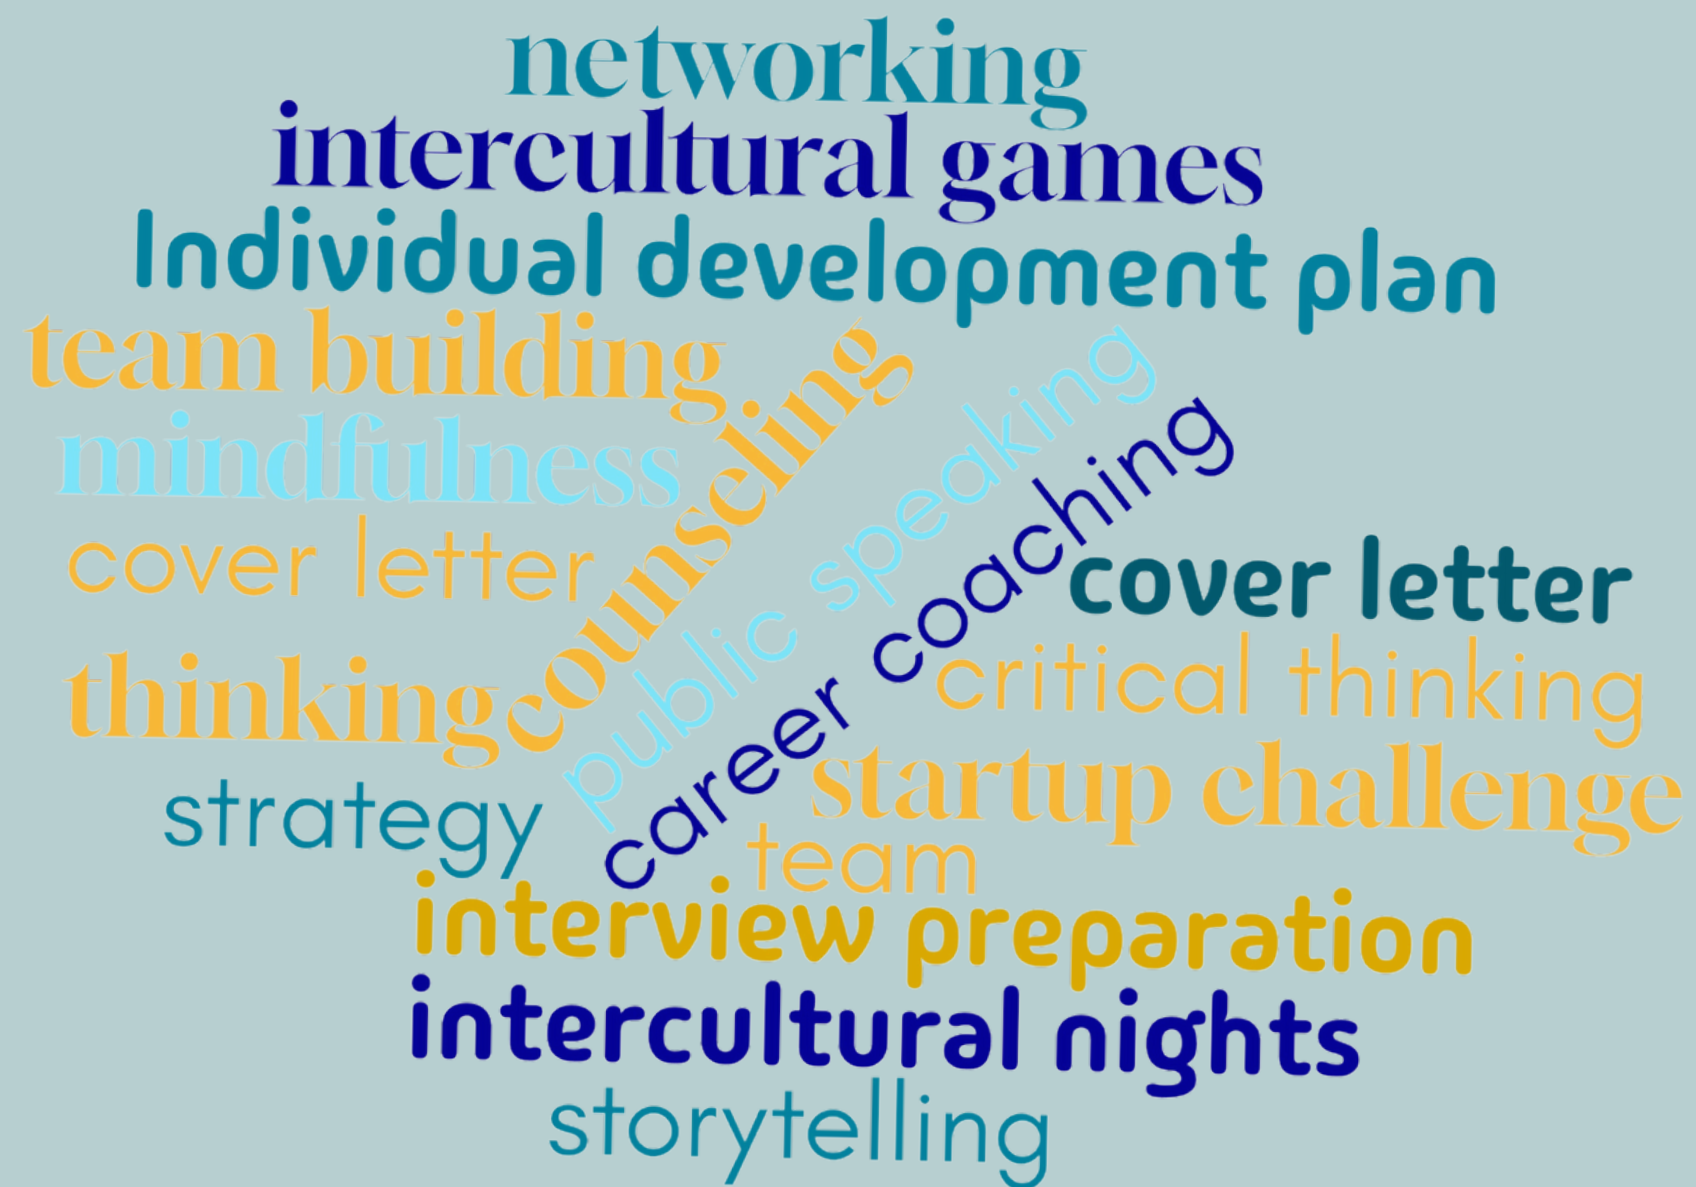 networking
intercultural games
Individual development plan
team building
counseling
public speaking
mindfulness
career coaching
cover letter
cover letter
critical thinking
thinking
startup challenge
strategy
team
interview preparation
intercultural nights
storytelling